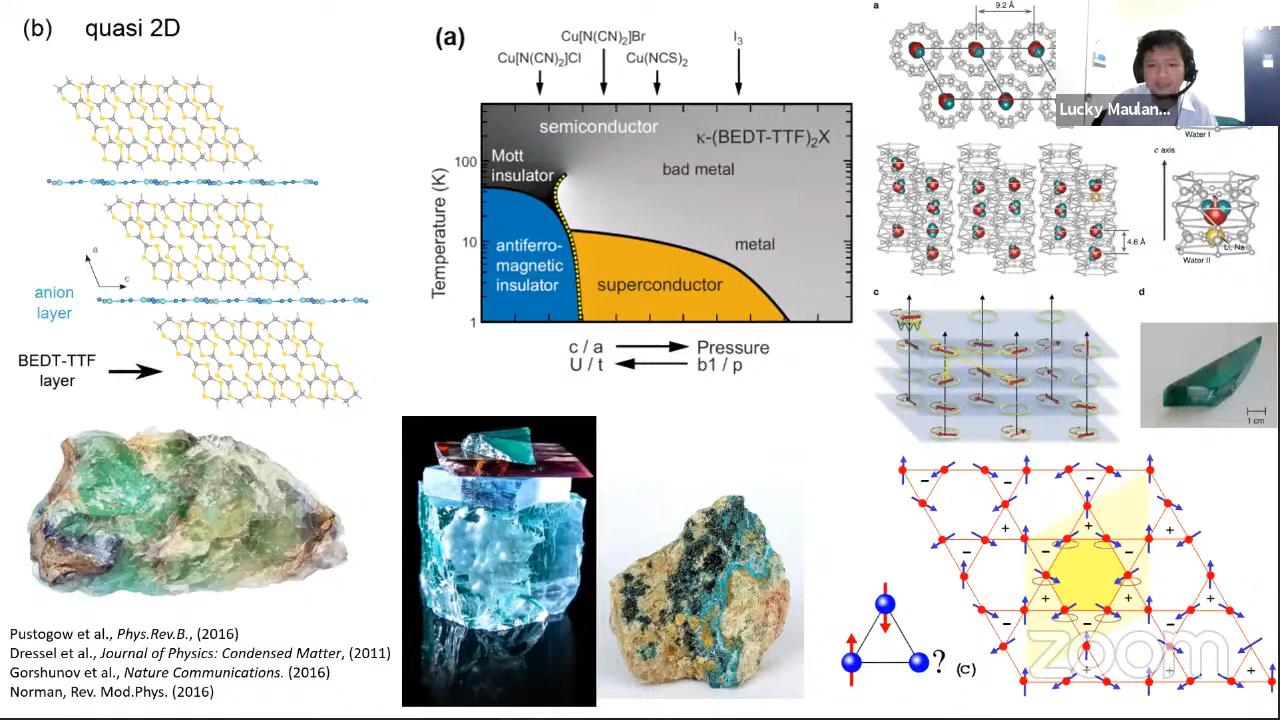 (b) quasi 2D
a
c
anion
layer
BEDT-TTF
layer
(a)
Cu[N(CN)2]Cl
Cu[N(CN)2]Br
Cu(NCS)2
I3
Temperature (K)
100
10
1
semiconductor
κ-(BEDT-TTF)2X
Mott
insulator
bad metal
antiferro-
magnetic
insulator
metal
superconductor
c / a Pressure
U / t b1 / p
a
9.2 Å
Lucky Maulan...
Water I
c axis
4.6 Å
Li, Na
Water II
c
d
1 cm
?
(c)
zoom
Pustogow et al., Phys.Rev.B., (2016)
Dressel et al., Journal of Physics: Condensed Matter, (2011)
Gorshunov et al., Nature Communications. (2016)
Norman, Rev. Mod.Phys. (2016)